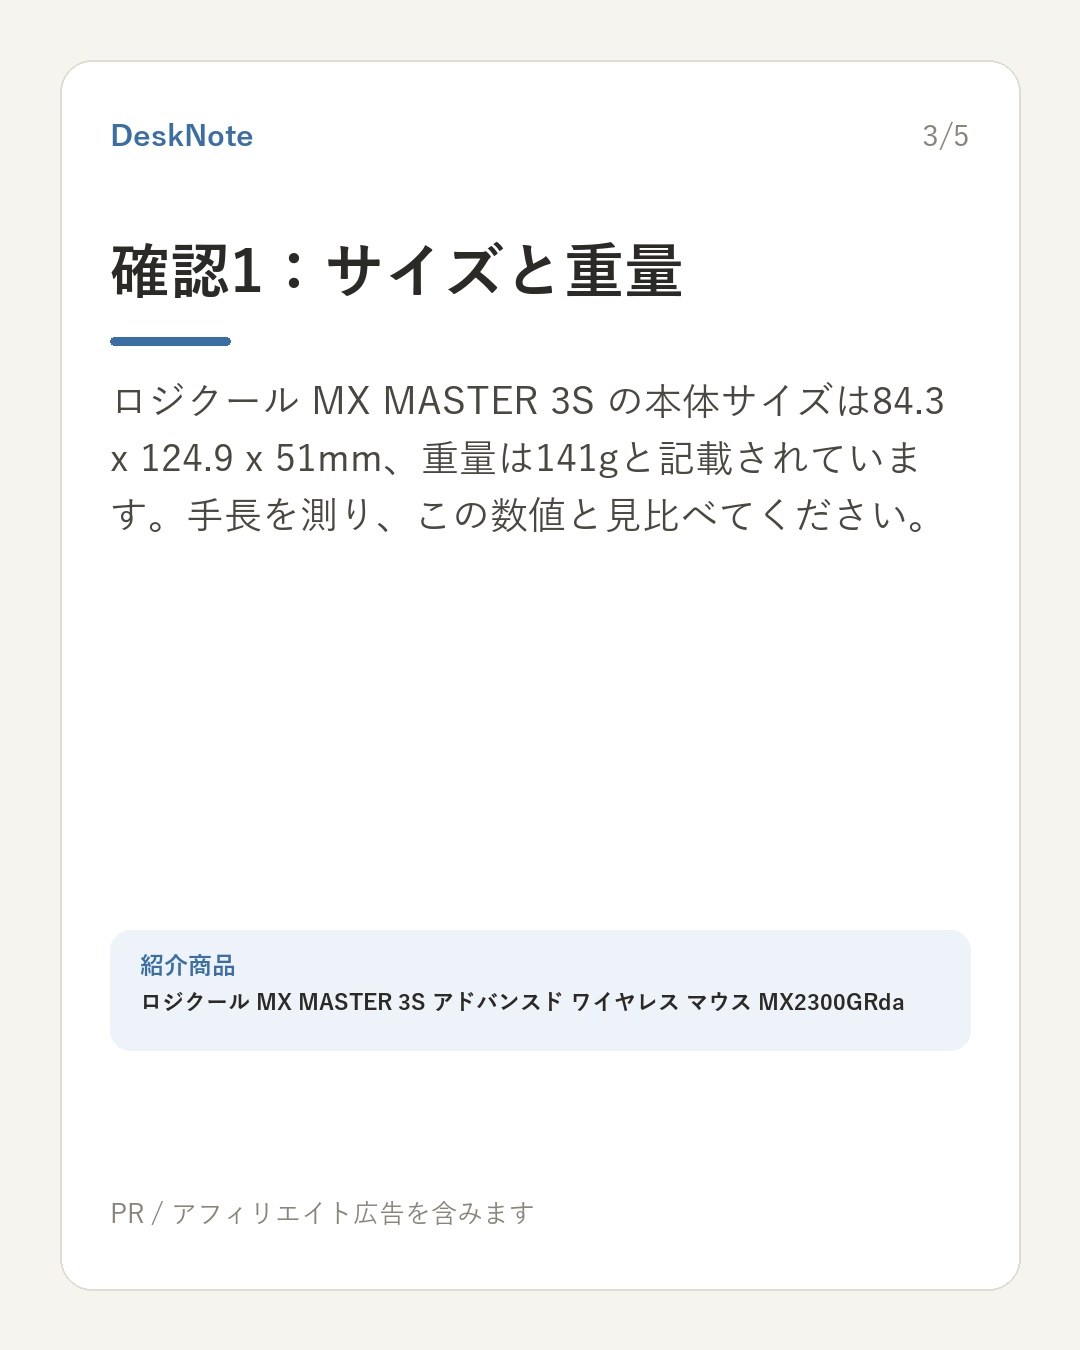 DeskNote
3/5
確認1：サイズと重量
ロジクール MX MASTER 3S の本体サイズは84.3
x 124.9 x 51mm、重量は141gと記載されていま
す。手長を測り、この数値と見比べてください。
紹介商品
ロジクール MX MASTER 3S アドバンスド ワイヤレス マウス MX2300GRda
PR / アフィリエイト広告を含みます